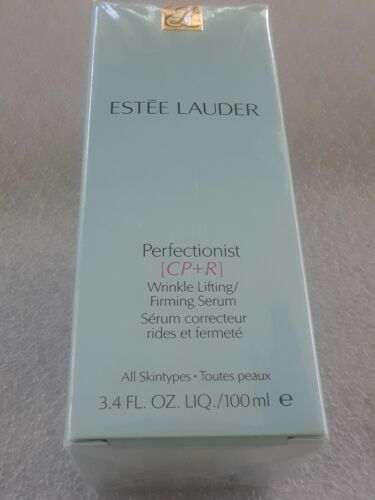 ESTĒE LAUDER
Perfectionist
[CP+R]
Wrinkle Lifting/
Firming Serum
Sérum correcteur
rides et fermeté
All Skintypes • Toutes peaux
3.4 FL. OZ. LIQ./100 ml e